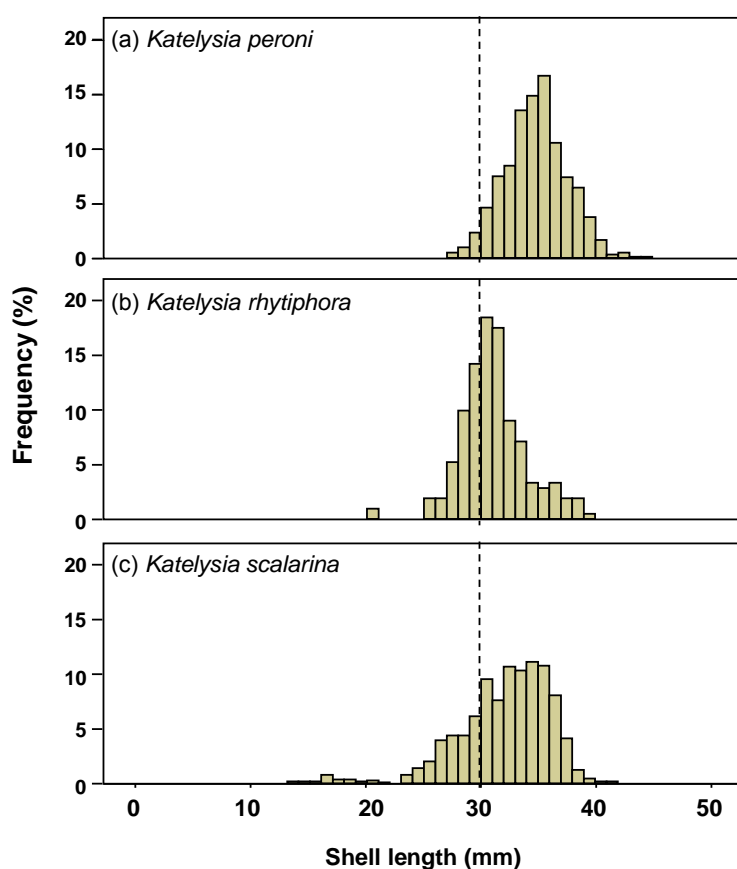 (a) Katelysia peroni
20
15
10
5
0
(b) Katelysia rhytiphora
20
15
10
5
0
(c) Katelysia scalarina
20
15
10
5
0
Frequency (%)
0 10 20 30 40 50
Shell length (mm)